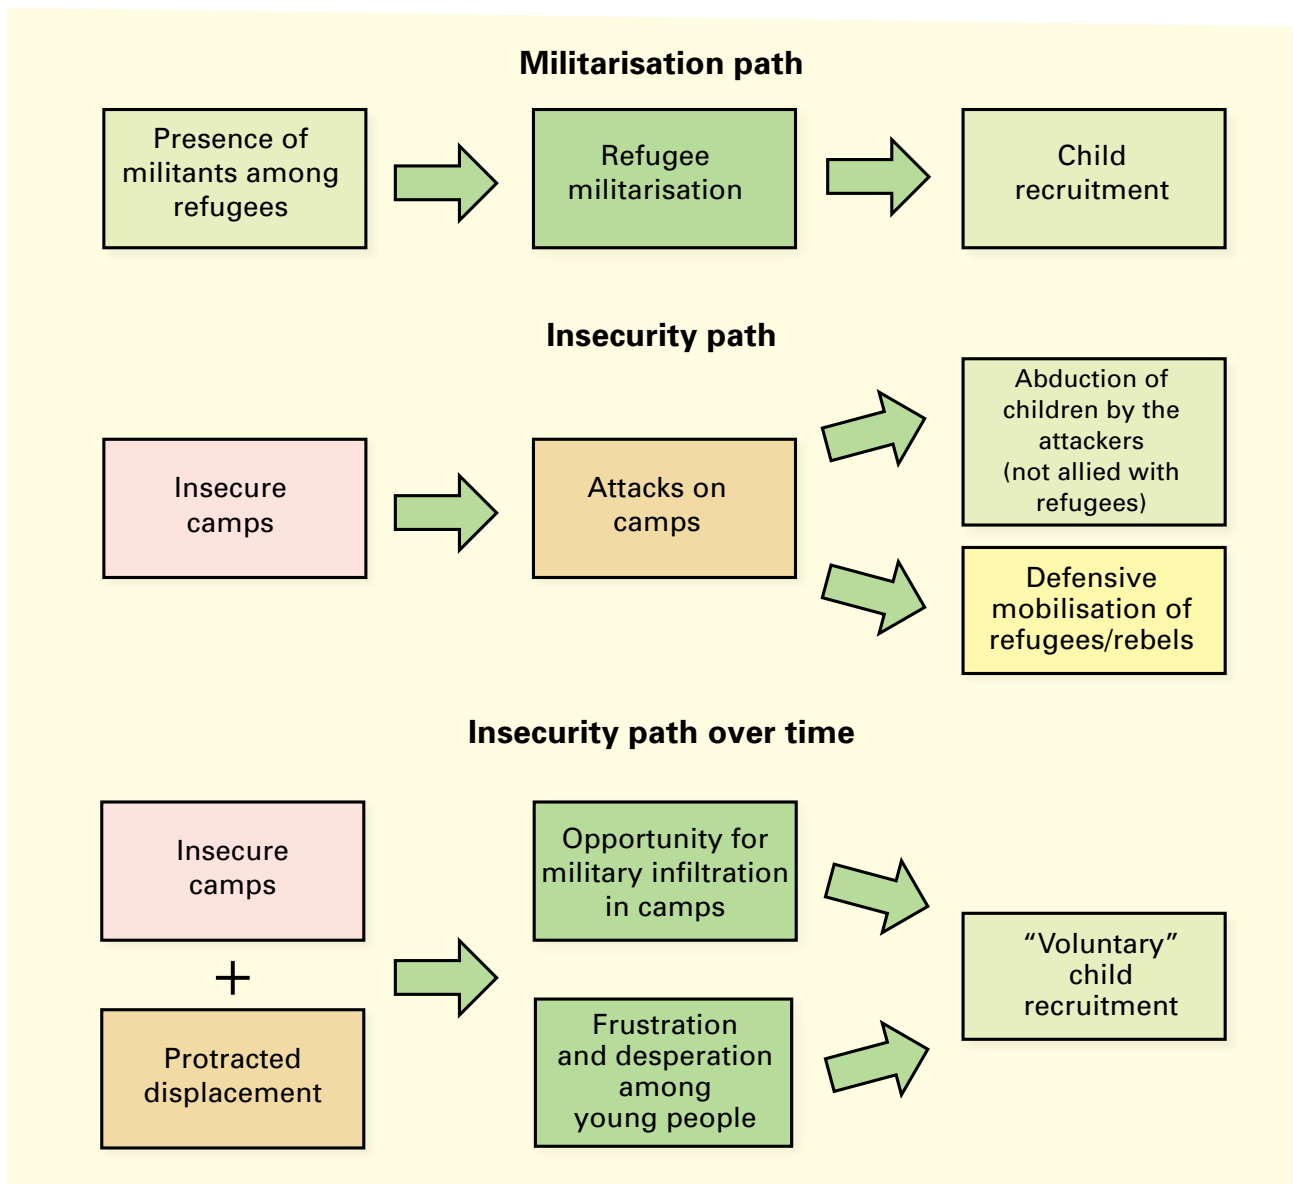 Militarisation path
Presence of
militants among
refugees
Refugee
militarisation
Child
recruitment
Insecurity path
Insecure
camps
Attacks on
camps
Abduction of
children by the
attackers
(not allied with
refugees)
Defensive
mobilisation of
refugees/rebels
Insecurity path over time
Insecure
camps
+
Protracted
displacement
Opportunity for
military infiltration
in camps
Frustration
and desperation
among
young people
“Voluntary”
child
recruitment